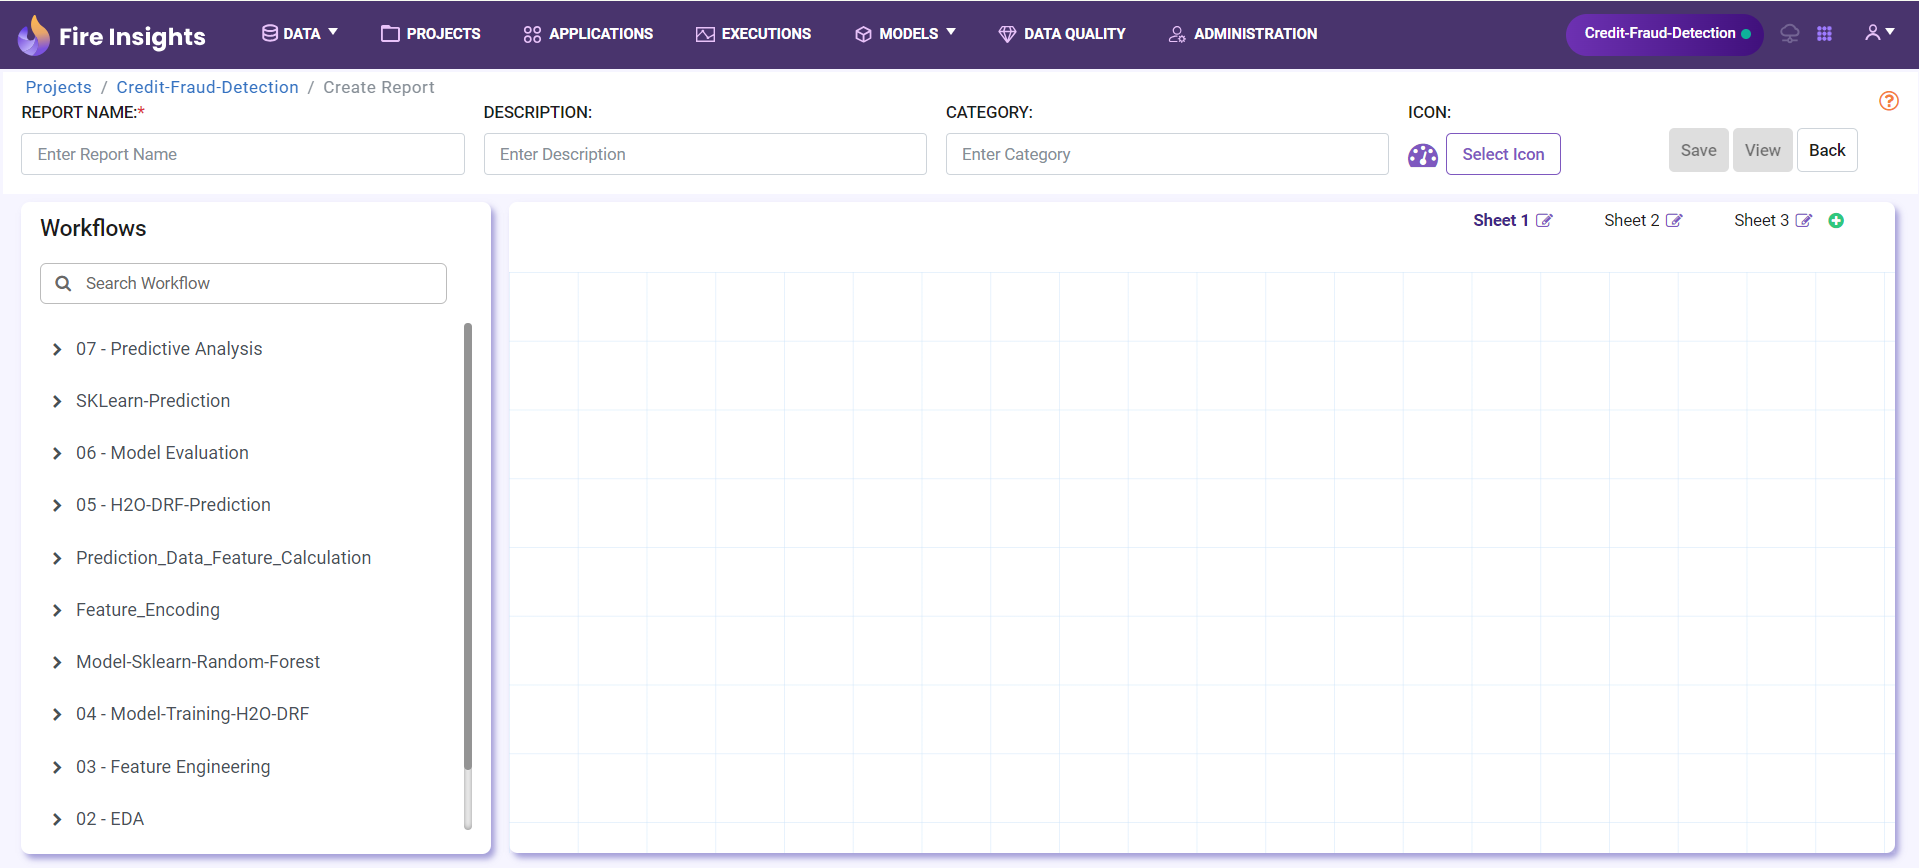 Fire Insights
DATA PROJECTS APPLICATIONS EXECUTIONS MODELS DATA QUALITY ADMINISTRATION Credit-Fraud-Detection
Projects / Credit-Fraud-Detection / Create Report
REPORT NAME:* DESCRIPTION: CATEGORY: ICON:
Enter Report Name Enter Description Enter Category Select Icon Save View Back
Workflows
Sheet 1 Sheet 2 Sheet 3
Search Workflow
07 - Predictive Analysis
SKLearn-Prediction
06 - Model Evaluation
05 - H2O-DRF-Prediction
Prediction_Data_Feature_Calculation
Feature_Encoding
Model-Sklearn-Random-Forest
04 - Model-Training-H2O-DRF
03 - Feature Engineering
02 - EDA